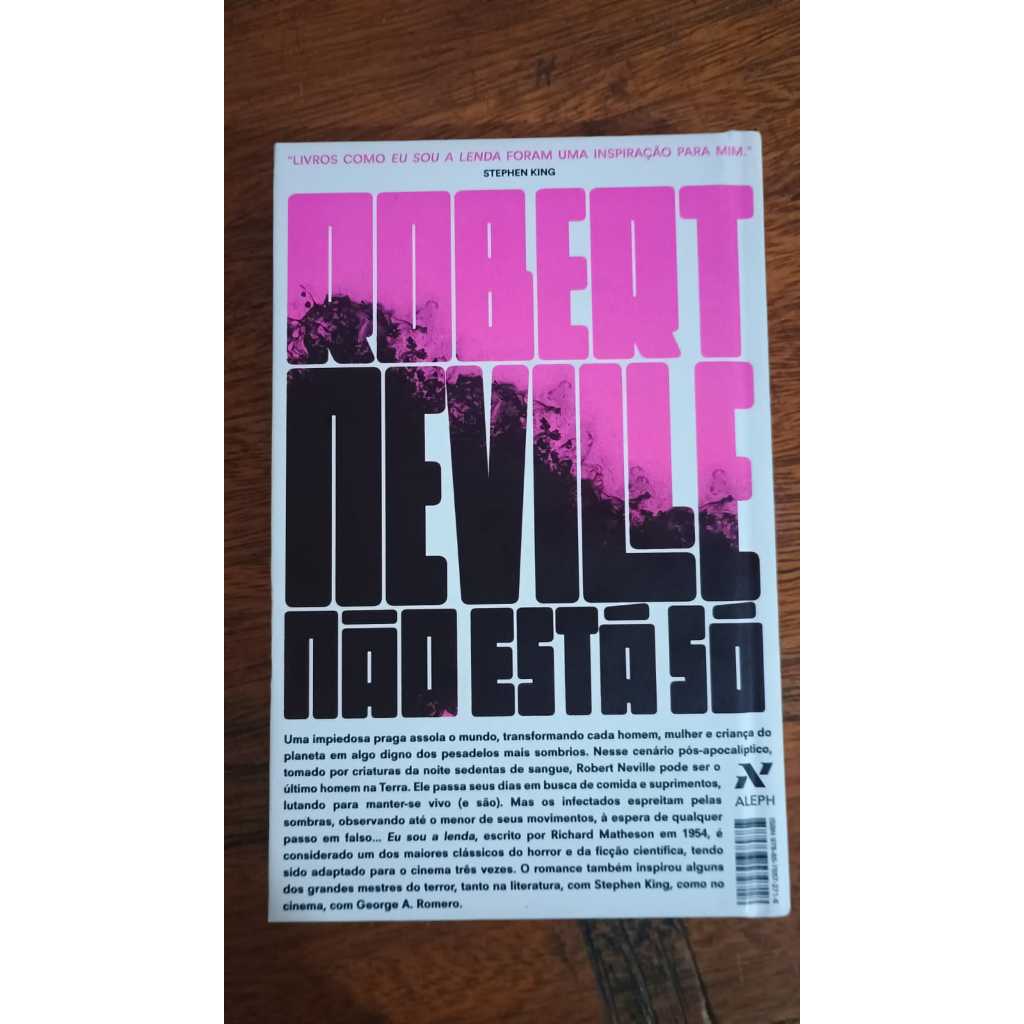 "LIVROS COMO EU SOU A LENDA FORAM UMA INSPIRAÇÃO PARA MIM."
STEPHEN KING
ROBERT
NEVILLE
NÃO ESTÁ SÓ
Uma impiedosa praga assola o mundo, transformando cada homem, mulher e criança do
planeta em algo digno dos pesadelos mais sombrios. Nesse cenário pós-apocalíptico,
tomado por criaturas da noite sedentas de sangue, Robert Neville pode ser o
último homem na Terra. Ele passa seus dias em busca de comida e suprimentos,
lutando para manter-se vivo (e são). Mas os infectados espreitam pelas
sombras, observando até o menor de seus movimentos, à espera de qualquer
passo em falso... Eu sou a lenda, escrito por Richard Matheson em 1954, é
considerado um dos maiores clássicos do horror e da ficção científica, tendo
sido adaptado para o cinema três vezes. O romance também inspirou alguns
dos grandes mestres do terror, tanto na literatura, com Stephen King, como no
cinema, com George A. Romero.
ALEPH
ISBN 978-85-7657-271-6